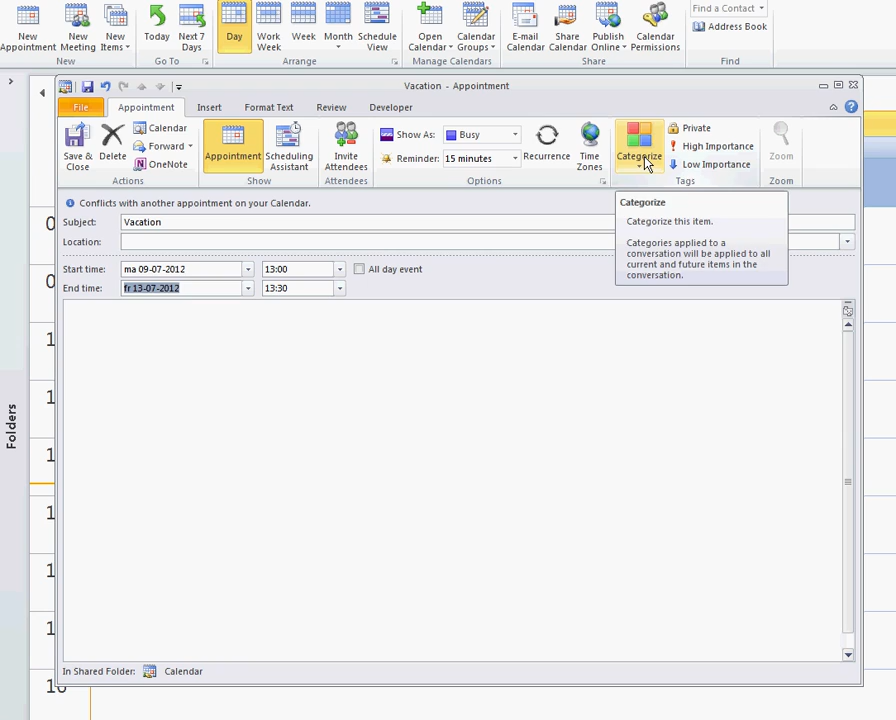 New Appointment
New Meeting
New Items
New
Today
Next 7 Days
Go To
Day
Work Week
Week
Month
Schedule View
Arrange
Open Calendar
Calendar Groups
Manage Calendars
E-mail Calendar
Share Calendar
Publish Online
Calendar Permissions
Share
Find a Contact
Address Book
Find
Vacation - Appointment
File
Appointment
Insert
Format Text
Review
Developer
Save & Close
Delete
Calendar
Forward
OneNote
Actions
Appointment
Scheduling Assistant
Show
Invite Attendees
Attendees
Show As:
Busy
Reminder:
15 minutes
Recurrence
Time Zones
Options
Categorize
Private
High Importance
Low Importance
Tags
Zoom
Zoom
Categorize
Categorize this item.
Categories applied to a
conversation will be applied to all
current and future items in the
conversation.
Conflicts with another appointment on your Calendar.
Subject:
Vacation
Location:
Start time:
ma 09-07-2012
13:00
All day event
End time:
fr 13-07-2012
13:30
Folders
In Shared Folder:
Calendar